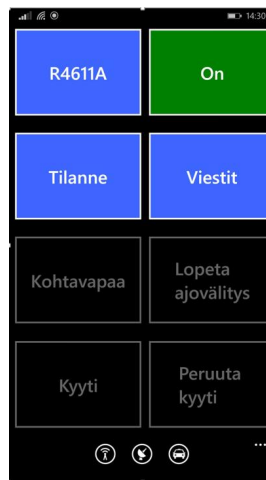 14:30
R4611A
On
Tilanne
Viestit
Kohtavapaa
Lopeta
ajovälitys
Kyyti
Peruuta
kyyti